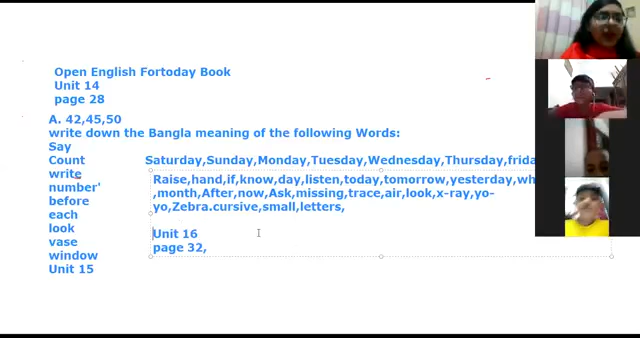 Open English Fortoday Book
Unit 14
page 28
A. 42,45,50
write down the Bangla meaning of the following Words:
Say
Count
write
number'
before
each
look
vase
window
Unit 15
Saturday,Sunday,Monday,Tuesday,Wednesday,Thursday,frida
Raise,hand,if,know,day,listen,today,tomorrow,yesterday,wh
,month,After,now,Ask,missing,trace,air,look,x-ray,yo-
yo,Zebra.cursive,small,letters,
Unit 16
page 32,